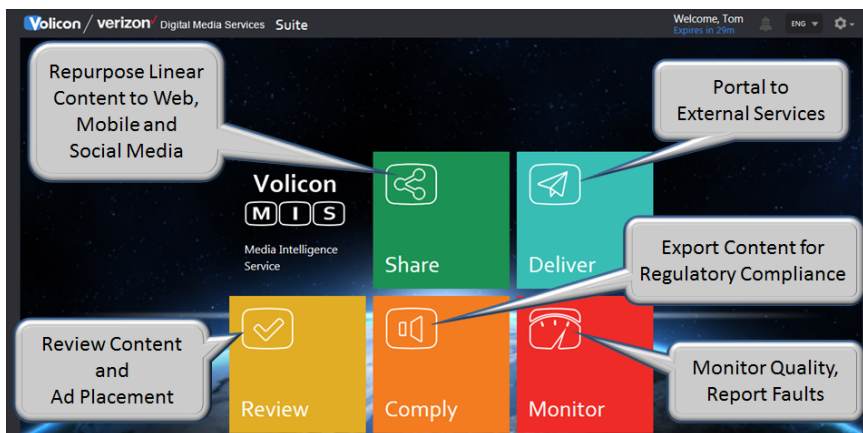 Volicon / verizon Digital Media Services Suite
Welcome, Tom
Expires in 29m
ENG
Repurpose Linear
Content to Web,
Mobile and
Social Media
Portal to
External Services
Volicon
MIS
Media Intelligence
Service
Share
Deliver
Export Content for
Regulatory Compliance
Review Content
and
Ad Placement
Monitor Quality,
Report Faults
Review
Comply
Monitor